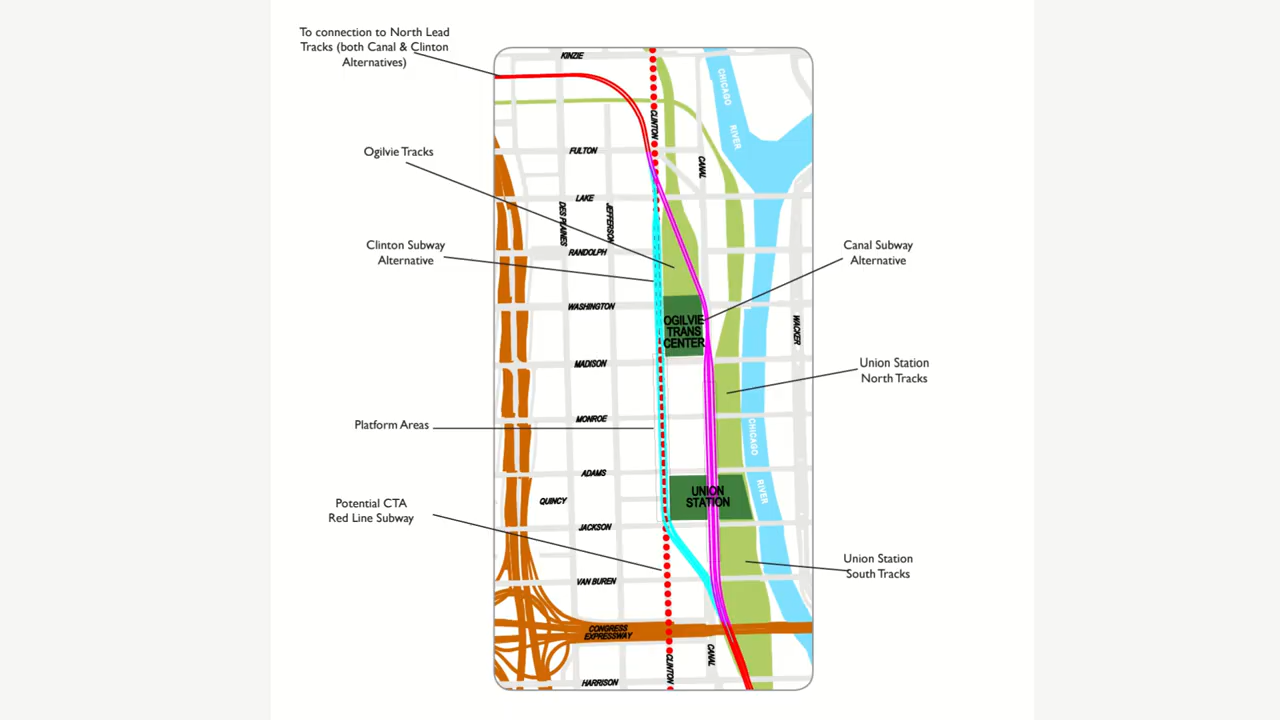 To connection to North Lead
Tracks (both Canal & Clinton
Alternatives)
KINZIE
CHICAGO
RIVER
CLINTON
Ogilvie Tracks
FULTON
CANAL
LAKE
DES PLAINES
JEFFERSON
Clinton Subway
Alternative
RANDOLPH
Canal Subway
Alternative
WASHINGTON
OGILVIE
TRANS
CENTER
WACKER
MADISON
Union Station
North Tracks
Platform Areas
MONROE
CHICAGO
RIVER
ADAMS
QUINCY
UNION
STATION
Potential CTA
Red Line Subway
JACKSON
Union Station
South Tracks
VAN BUREN
CONGRESS
EXPRESSWAY
CLINTON
CANAL
HARRISON